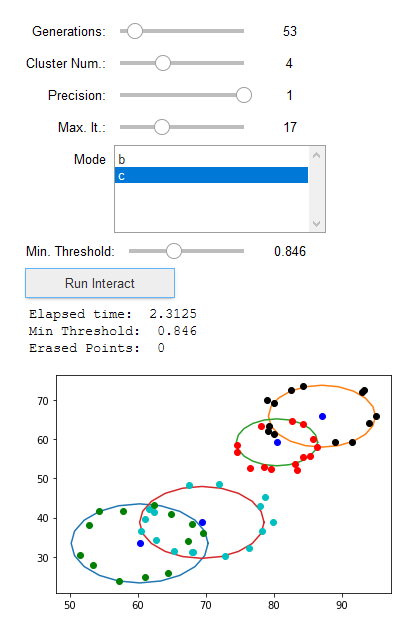 Generations: 53
Cluster Num.: 4
Precision: 1
Max. It.: 17
Mode
b
c
Min. Threshold: 0.846
Run Interact
Elapsed time: 2.3125
Min Threshold: 0.846
Erased Points: 0
70
60
50
40
30
50 60 70 80 90